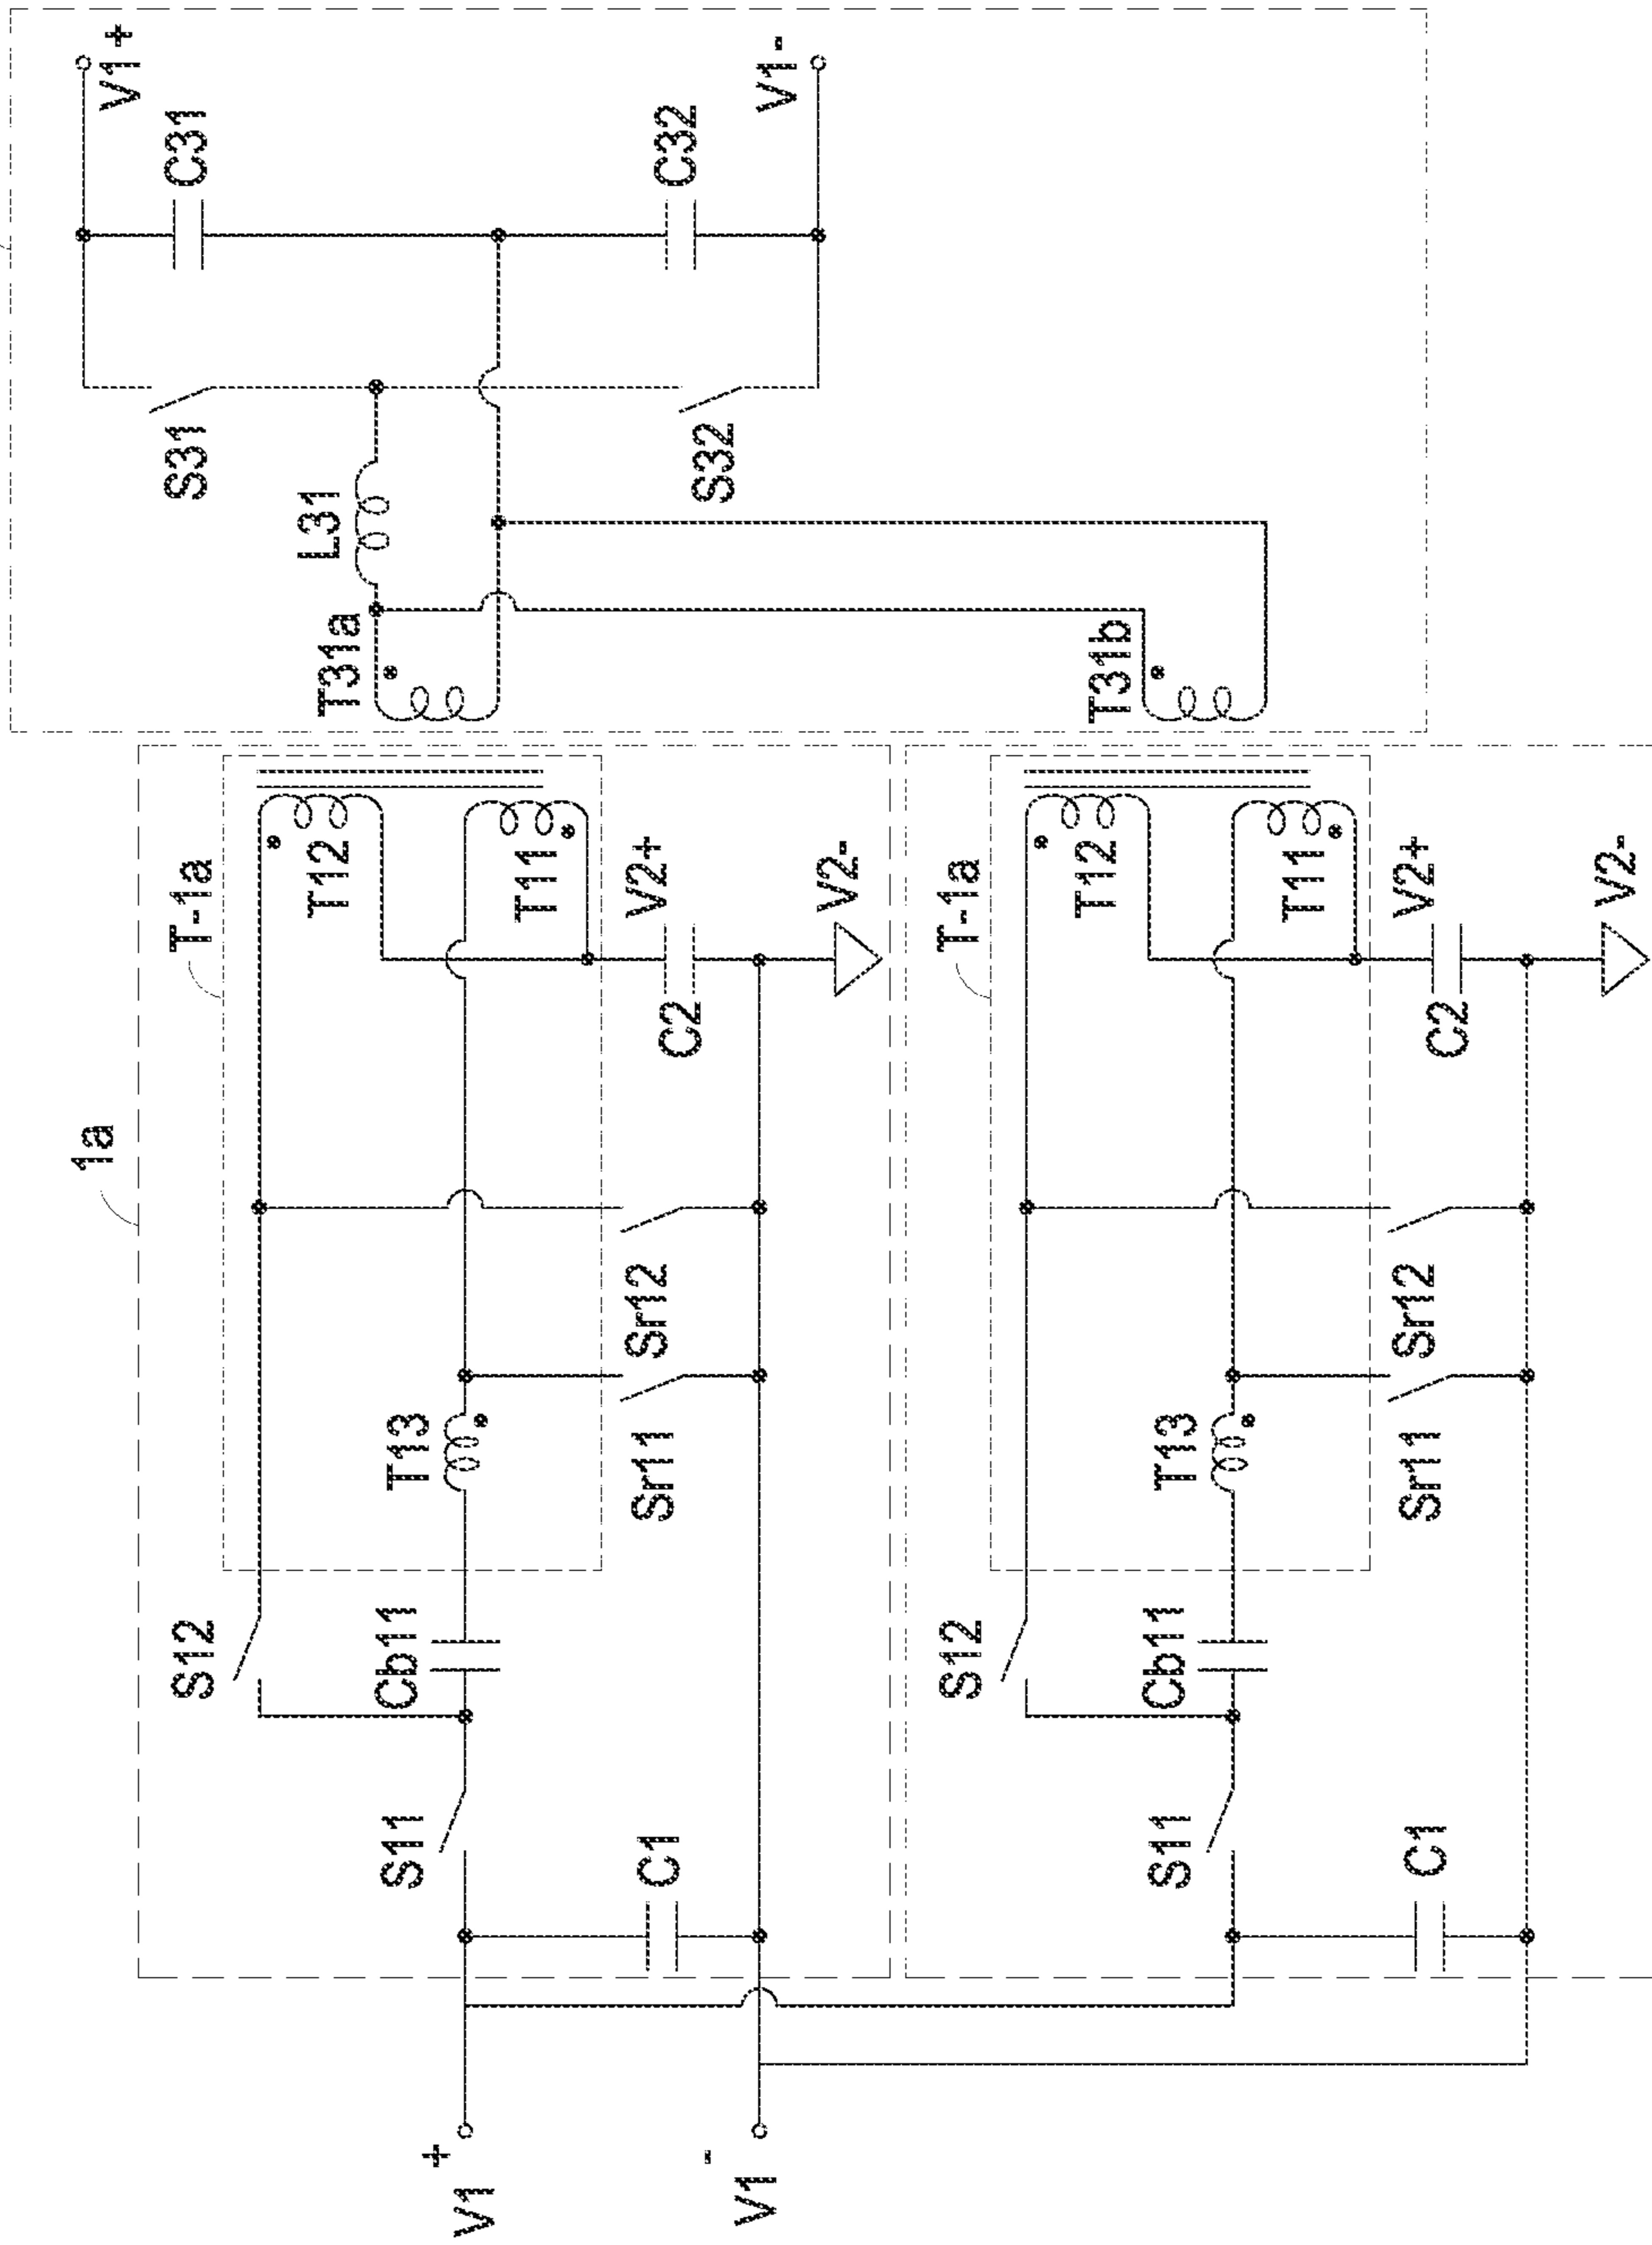 V1+
C31
C32
V1-
S31
S32
L31
T31a
T31b
1a
T-1a
T12
T11
V2+
V2-
C2
S12
T13
Sr12
Sr11
Cb11
S11
C1
T-1a
T12
T11
V2+
V2-
C2
S12
T13
Sr12
Sr11
Cb11
S11
C1
V1 +
V1 -